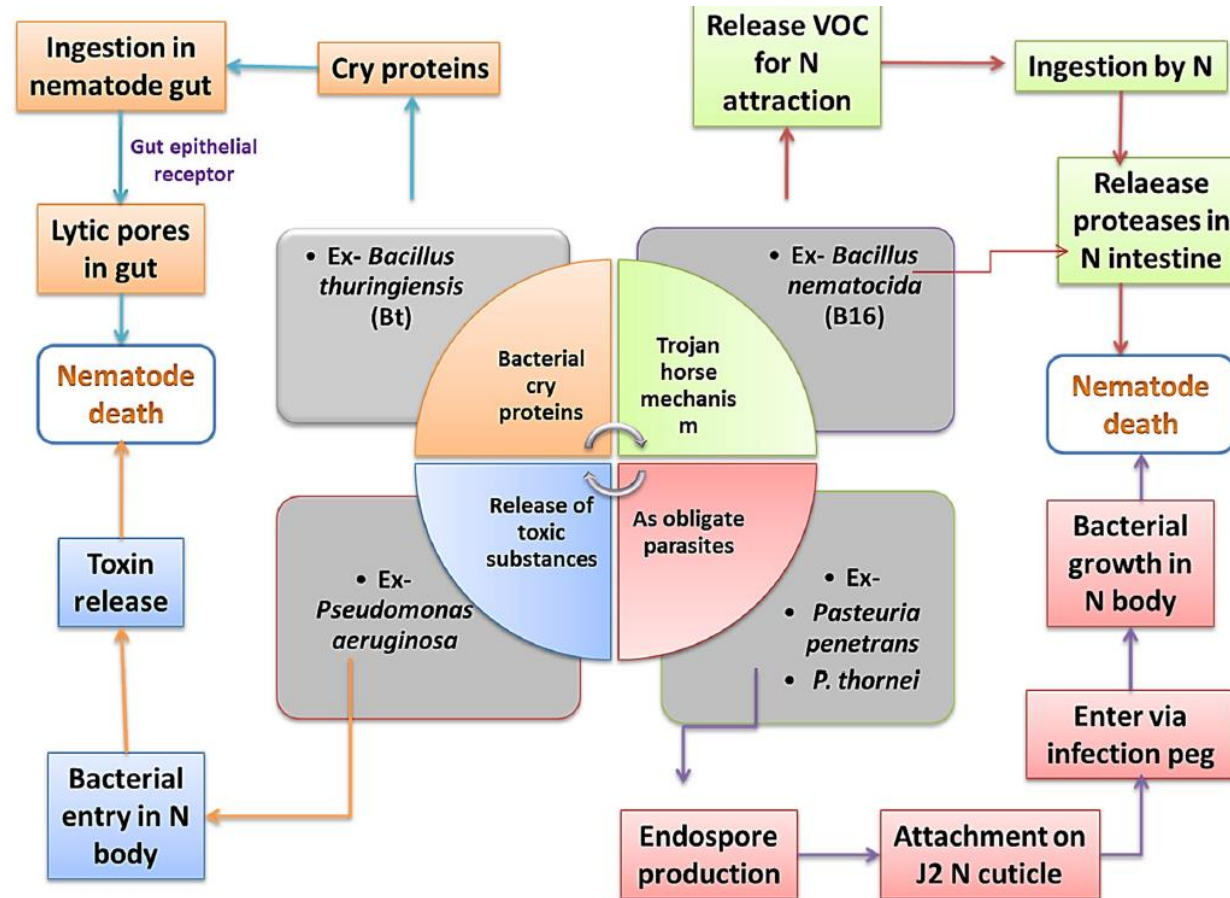 Ingestion in
nematode gut
Cry proteins
Gut epithelial
receptor
Lytic pores
in gut
Nematode
death
Toxin
release
Bacterial
entry in N
body
Release VOC
for N
attraction
Ingestion by N
Relaease
proteases in
N intestine
Nematode
death
Bacterial
growth in
N body
Enter via
infection peg
Attachment on
J2 N cuticle
Endospore
production
• Ex- Bacillus
thuringiensis
(Bt)
• Ex- Bacillus
nematocida
(B16)
Bacterial
cry
proteins
Trojan
horse
mechanis
m
Release of
toxic
substances
As obligate
parasites
• Ex-
Pseudomonas
aeruginosa
• Ex-
• Pasteuria
penetrans
• P. thornei